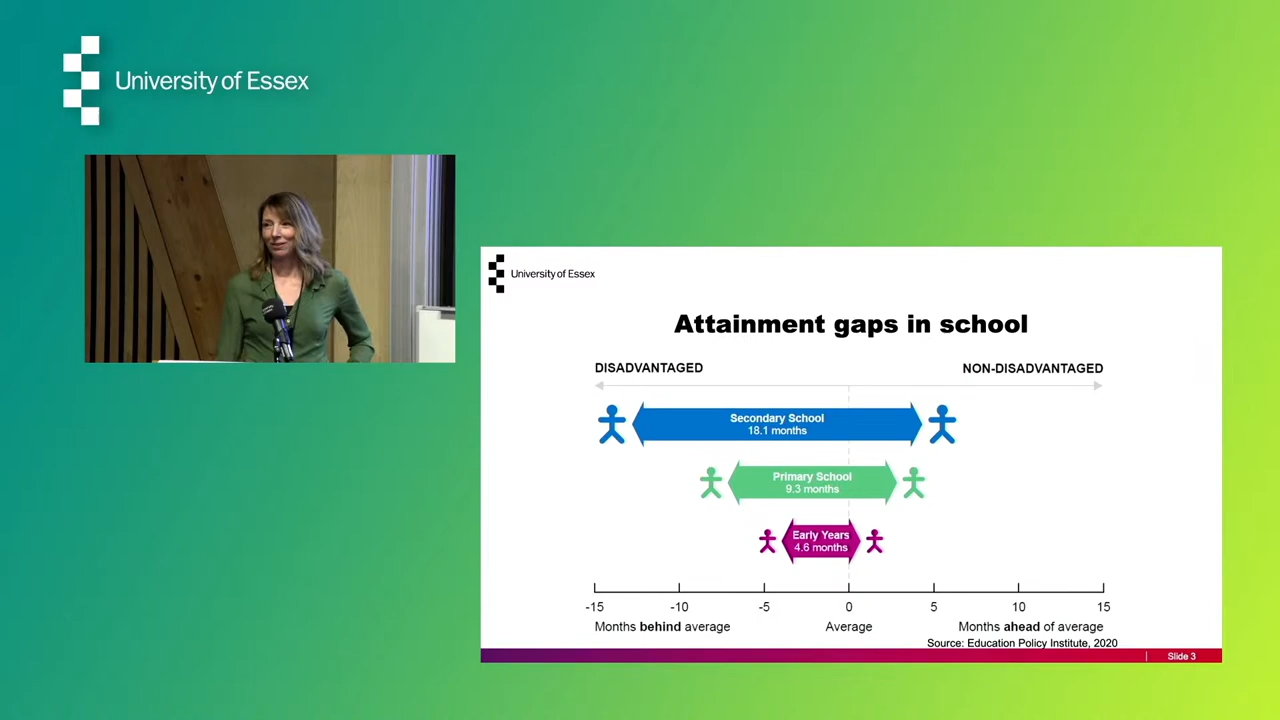 University of Essex
University of Essex
Attainment gaps in school
DISADVANTAGED
NON-DISADVANTAGED
Secondary School
18.1 months
Primary School
9.3 months
Early Years
4.6 months
-15 -10 -5 0 5 10 15
Months behind average Average Months ahead of average
Source: Education Policy Institute, 2020
Slide 3